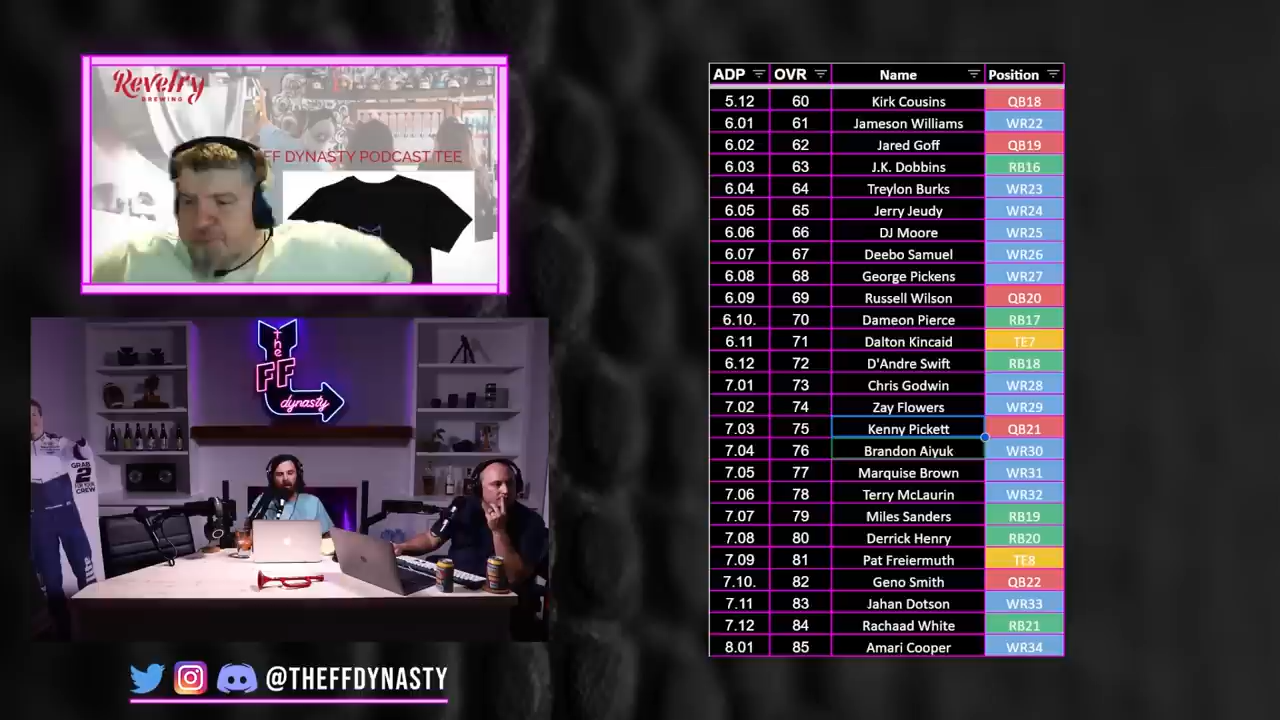 Revelry
BREWING
FF DYNASTY PODCAST TEE
the
FF
dynasty
GRAB
2
FOR YOUR
CREW
@THEFFDYNASTY
ADP OVR Name Position
5.12 60 Kirk Cousins QB18
6.01 61 Jameson Williams WR22
6.02 62 Jared Goff QB19
6.03 63 J.K. Dobbins RB16
6.04 64 Treylon Burks WR23
6.05 65 Jerry Jeudy WR24
6.06 66 DJ Moore WR25
6.07 67 Deebo Samuel WR26
6.08 68 George Pickens WR27
6.09 69 Russell Wilson QB20
6.10. 70 Dameon Pierce RB17
6.11 71 Dalton Kincaid TE7
6.12 72 D'Andre Swift RB18
7.01 73 Chris Godwin WR28
7.02 74 Zay Flowers WR29
7.03 75 Kenny Pickett QB21
7.04 76 Brandon Aiyuk WR30
7.05 77 Marquise Brown WR31
7.06 78 Terry McLaurin WR32
7.07 79 Miles Sanders RB19
7.08 80 Derrick Henry RB20
7.09 81 Pat Freiermuth TE8
7.10. 82 Geno Smith QB22
7.11 83 Jahan Dotson WR33
7.12 84 Rachaad White RB21
8.01 85 Amari Cooper WR34